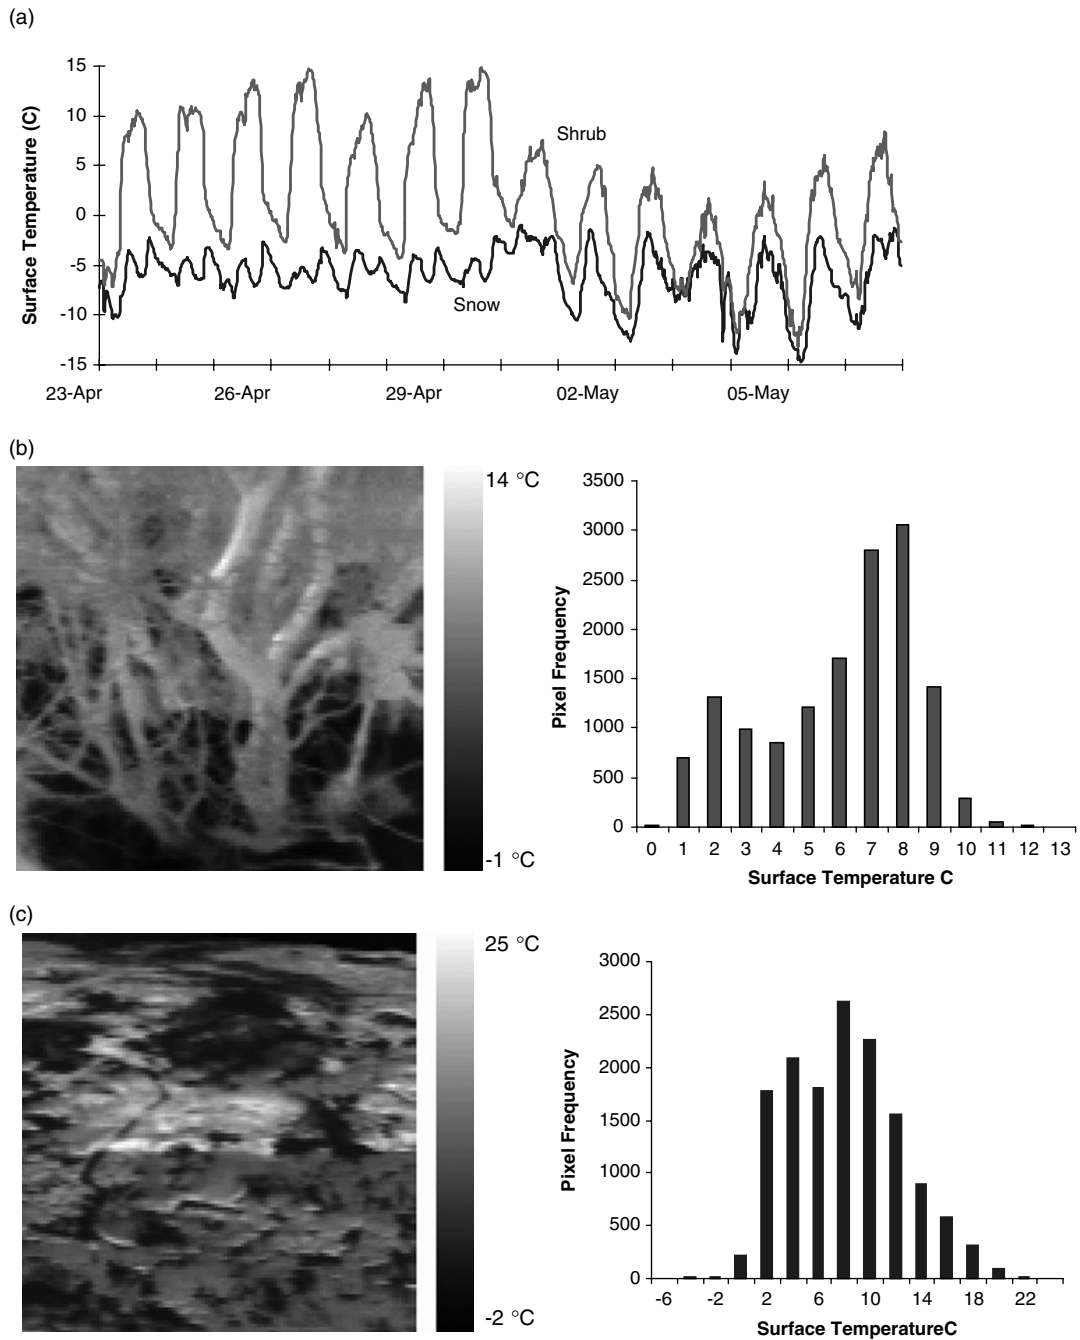 (a)
Surface Temperature (C)
15
10
5
0
-5
-10
-15
Shrub
Snow
23-Apr 26-Apr 29-Apr 02-May 05-May
(b)
14 °C
-1 °C
Pixel Frequency
3500
3000
2500
2000
1500
1000
500
0
0 1 2 3 4 5 6 7 8 9 10 11 12 13
Surface Temperature C
(c)
25 °C
-2 °C
Pixel Frequency
3000
2500
2000
1500
1000
500
0
-6 -2 2 6 10 14 18 22
Surface TemperatureC